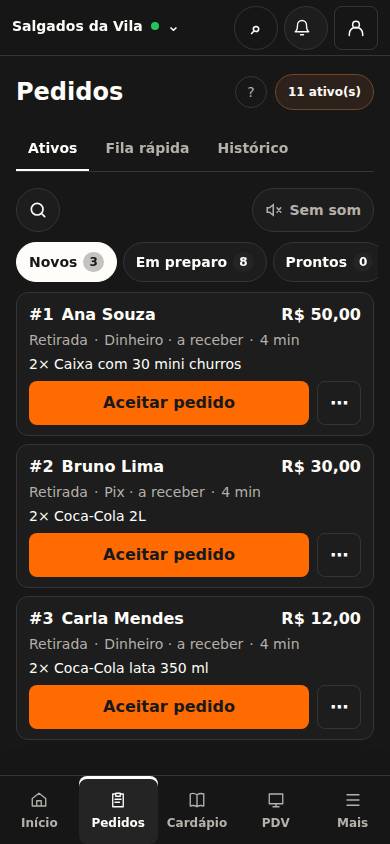 Salgados da Vila
Pedidos
?
11 ativo(s)
Ativos
Fila rápida
Histórico
Sem som
Novos 3
Em preparo 8
Prontos 0
#1 Ana Souza R$ 50,00
Retirada · Dinheiro · a receber · 4 min
2× Caixa com 30 mini churros
Aceitar pedido
#2 Bruno Lima R$ 30,00
Retirada · Pix · a receber · 4 min
2× Coca-Cola 2L
Aceitar pedido
#3 Carla Mendes R$ 12,00
Retirada · Dinheiro · a receber · 4 min
2× Coca-Cola lata 350 ml
Aceitar pedido
Início
Pedidos
Cardápio
PDV
Mais